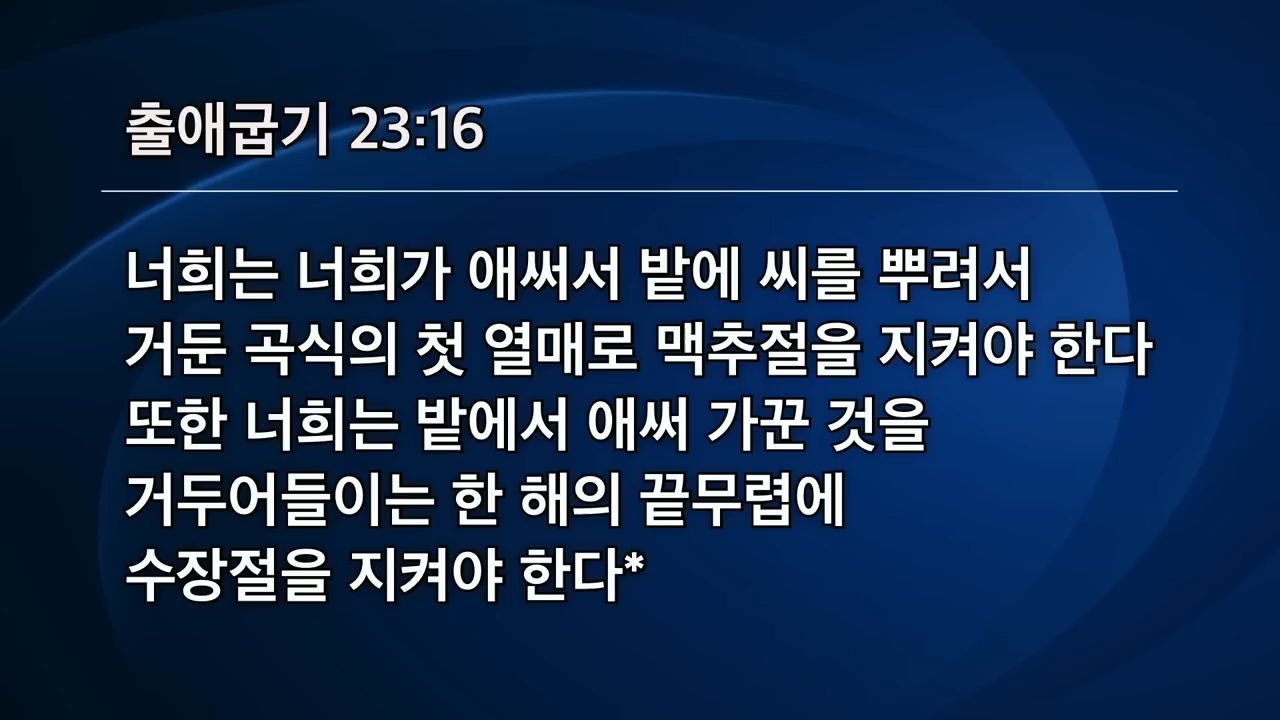 출애굽기 23:16
너희는 너희가 애써서 밭에 씨를 뿌려서
거둔 곡식의 첫 열매로 맥추절을 지켜야 한다
또한 너희는 밭에서 애써 가꾼 것을
거두어들이는 한 해의 끝무렵에
수장절을 지켜야 한다*